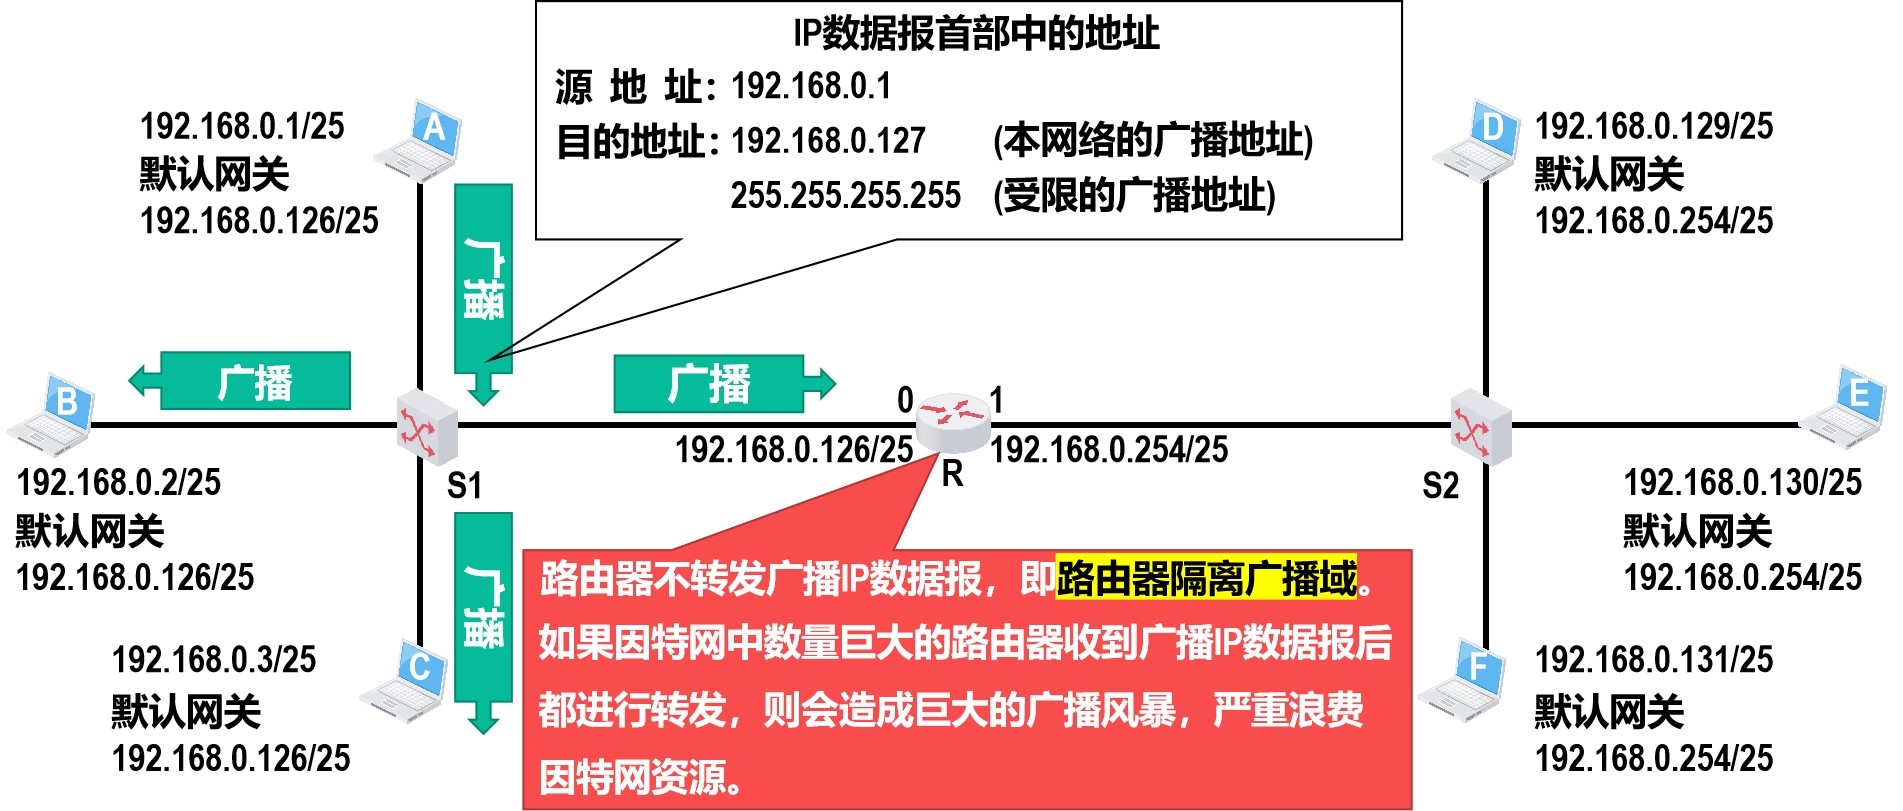 IP数据报首部中的地址
源 地 址：192.168.0.1
目的地址：192.168.0.127 (本网络的广播地址)
255.255.255.255 (受限的广播地址)
A
192.168.0.1/25
默认网关
192.168.0.126/25
广播
D
192.168.0.129/25
默认网关
192.168.0.254/25
广播
广播
B
192.168.0.2/25
默认网关
192.168.0.126/25
S1
0
1
192.168.0.126/25
192.168.0.254/25
R
S2
E
192.168.0.130/25
默认网关
192.168.0.254/25
广播
C
192.168.0.3/25
默认网关
192.168.0.126/25
路由器不转发广播IP数据报，即路由器隔离广播域。
如果因特网中数量巨大的路由器收到广播IP数据报后
都进行转发，则会造成巨大的广播风暴，严重浪费
因特网资源。
F
192.168.0.131/25
默认网关
192.168.0.254/25